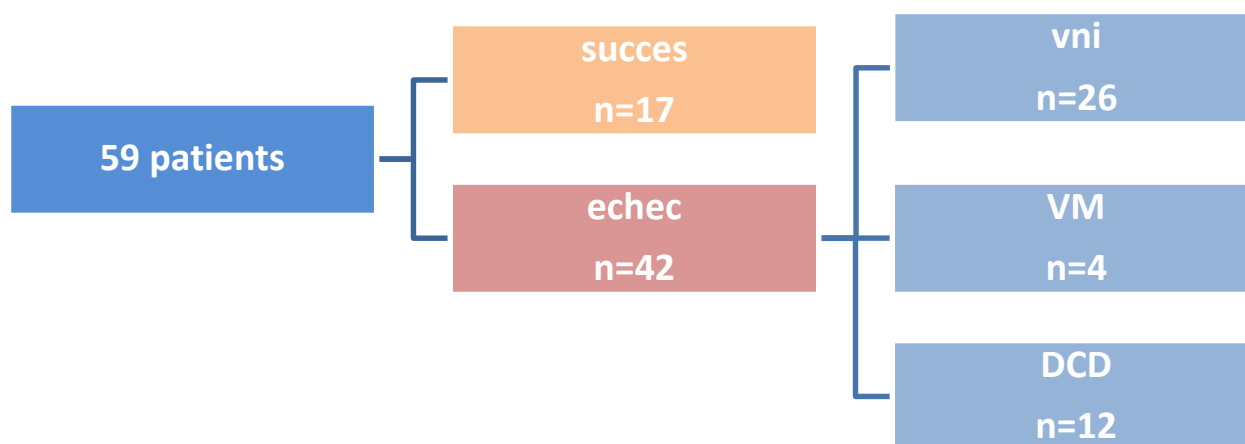 59 patients
succes
n=17
echec
n=42
vni
n=26
VM
n=4
DCD
n=12